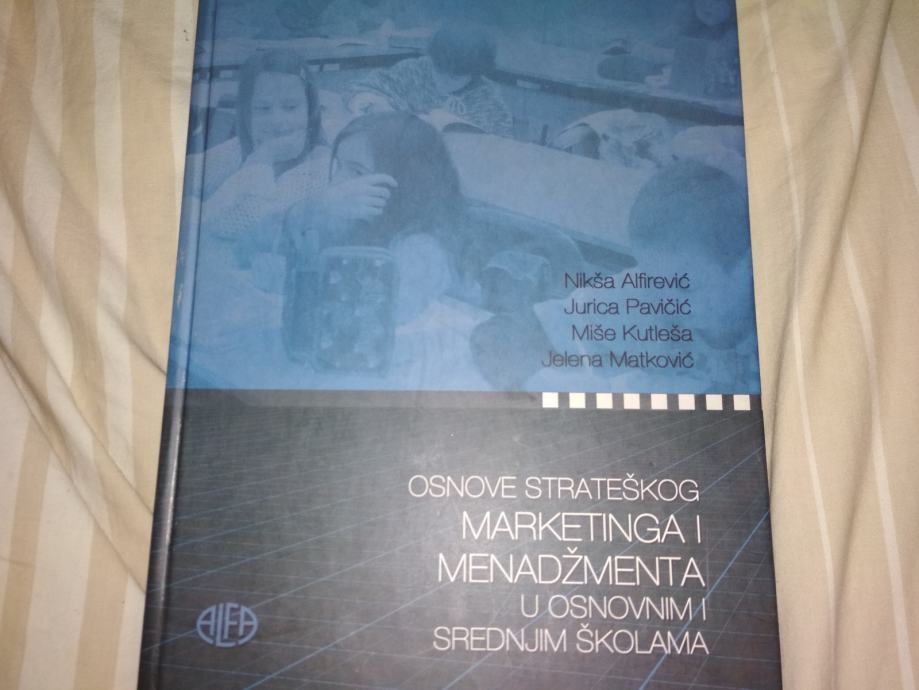 Nikša Alfirević
Jurica Pavičić
Miše Kutleša
Jelena Matković
OSNOVE STRATEŠKOG
MARKETINGA I
MENADŽMENTA
U OSNOVNIM I
SREDNJIM ŠKOLAMA
ALFA